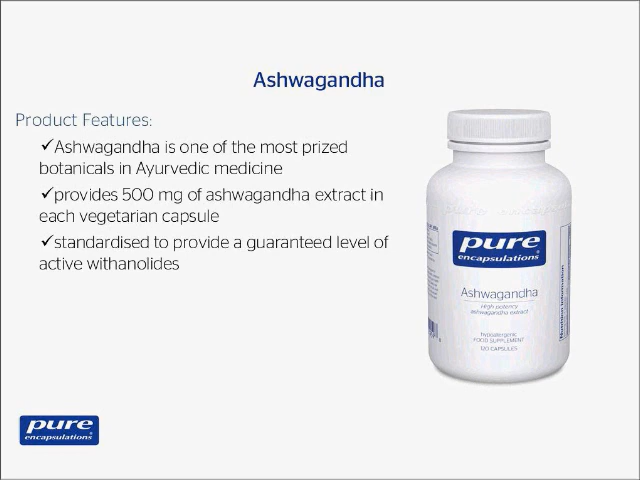 Ashwagandha
Product Features:
✓Ashwagandha is one of the most prized
botanicals in Ayurvedic medicine
✓provides 500 mg of ashwagandha extract in
each vegetarian capsule
✓standardised to provide a guaranteed level of
active withanolides
pure
encapsulations®
Ashwagandha
High potency
ashwagandha extract
hypoallergenic
FOOD SUPPLEMENT
120 CAPSULES
Nutrition Information
pure
encapsulations®